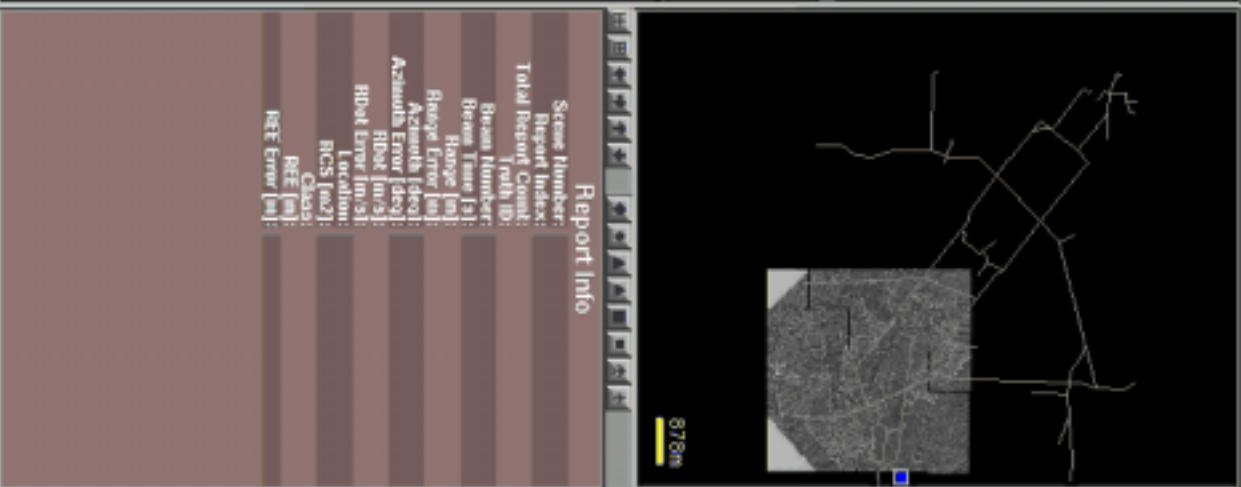 Report Info
Scene Number:
Report Index:
Total Report Count:
Truth ID:
Beam Number:
Beam Time [s]:
Range [m]:
Range Error [m]:
Azimuth [deg]:
Azimuth Error [deg]:
RDot [m/s]:
RDot Error [m/s]:
Location:
RCS [m2]:
Class:
REE [m]:
REE Error [m]:
878m